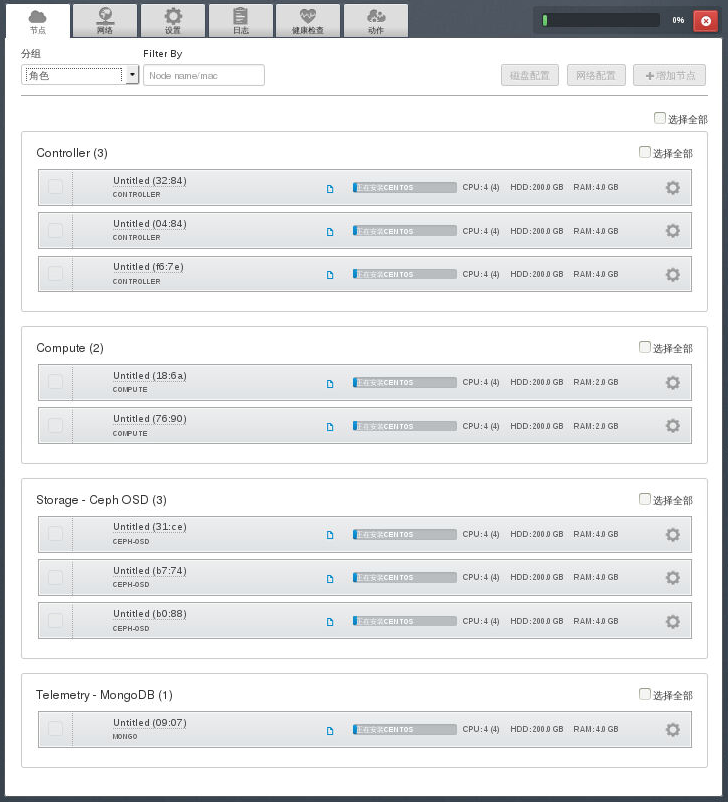 节点 网络 设置 日志 健康检查 动作 0%
分组 Filter By
角色 Node name/mac 磁盘配置 网络配置 增加节点
选择全部
Controller (3) 选择全部
Untitled (32:84) 正在安装CENTOS CPU: 4 (4) HDD: 200.0 GB RAM: 4.0 GB
CONTROLLER
Untitled (04:84) 正在安装CENTOS CPU: 4 (4) HDD: 200.0 GB RAM: 4.0 GB
CONTROLLER
Untitled (f6:7e) 正在安装CENTOS CPU: 4 (4) HDD: 200.0 GB RAM: 4.0 GB
CONTROLLER
Compute (2) 选择全部
Untitled (18:6a) 正在安装CENTOS CPU: 4 (4) HDD: 200.0 GB RAM: 2.0 GB
COMPUTE
Untitled (76:90) 正在安装CENTOS CPU: 4 (4) HDD: 200.0 GB RAM: 2.0 GB
COMPUTE
Storage - Ceph OSD (3) 选择全部
Untitled (31:ce) 正在安装CENTOS CPU: 4 (4) HDD: 200.0 GB RAM: 4.0 GB
CEPH-OSD
Untitled (b7:74) 正在安装CENTOS CPU: 4 (4) HDD: 200.0 GB RAM: 4.0 GB
CEPH-OSD
Untitled (b0:88) 正在安装CENTOS CPU: 4 (4) HDD: 200.0 GB RAM: 4.0 GB
CEPH-OSD
Telemetry - MongoDB (1) 选择全部
Untitled (09:07) 正在安装CENTOS CPU: 4 (4) HDD: 200.0 GB RAM: 4.0 GB
MONGO